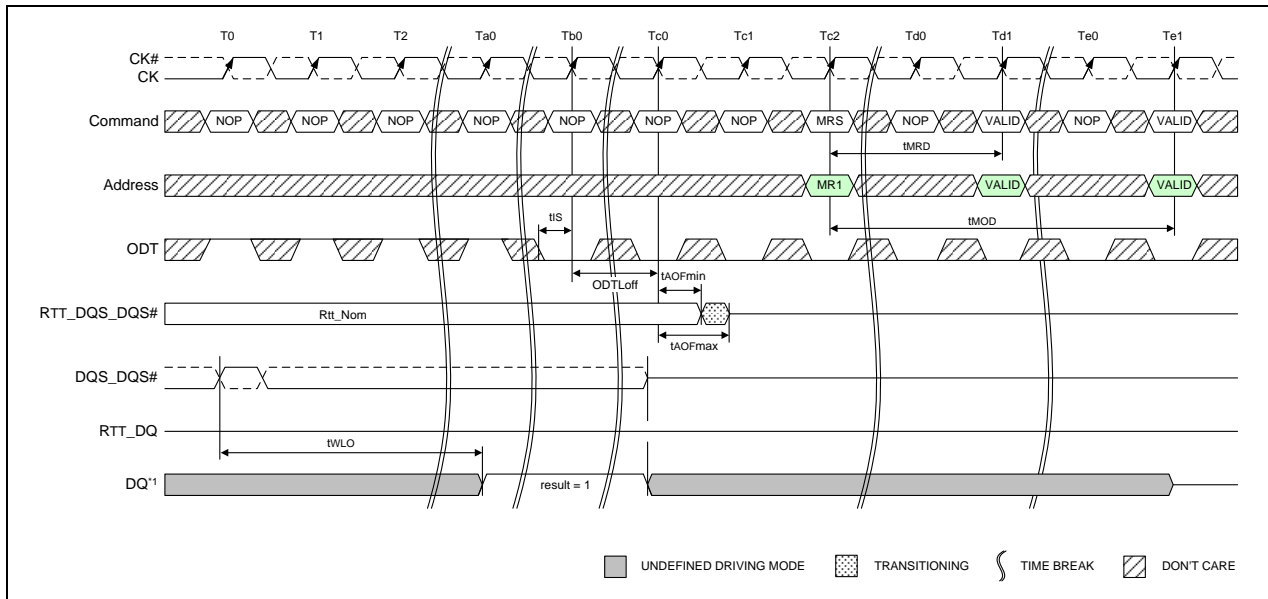 T0 T1 T2 Ta0 Tb0 Tc0 Tc1 Tc2 Td0 Td1 Te0 Te1
CK#
CK
Command NOP NOP NOP NOP NOP NOP NOP MRS NOP VALID NOP VALID
tMRD
Address MR1 VALID VALID
tIS tMOD
ODT
ODTLoff tAOFmin
RTT_DQS_DQS# Rtt_Nom
tAOFmax
DQS_DQS#
RTT_DQ
tWLO
DQ*1 result = 1
UNDEFINED DRIVING MODE TRANSITIONING TIME BREAK DON'T CARE